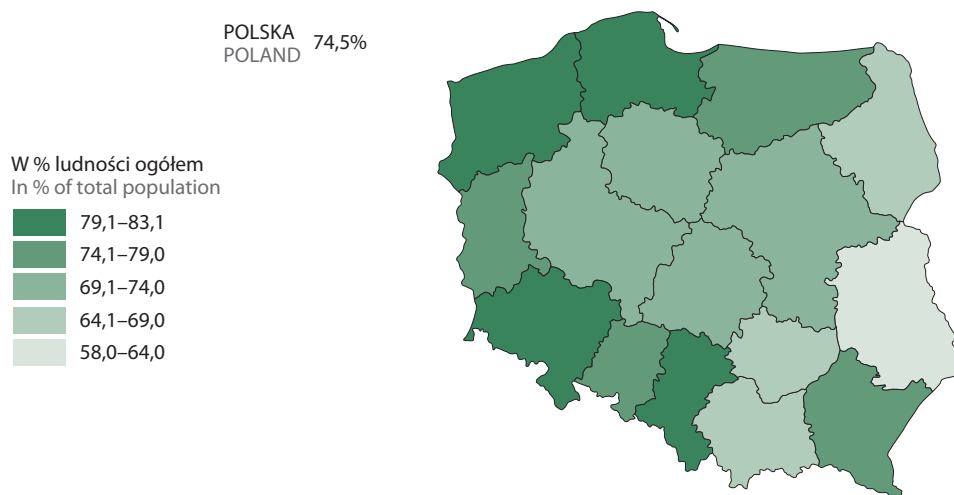 POLSKA 74,5%
POLAND
W % ludności ogółem
In % of total population
79,1–83,1
74,1–79,0
69,1–74,0
64,1–69,0
58,0–64,0